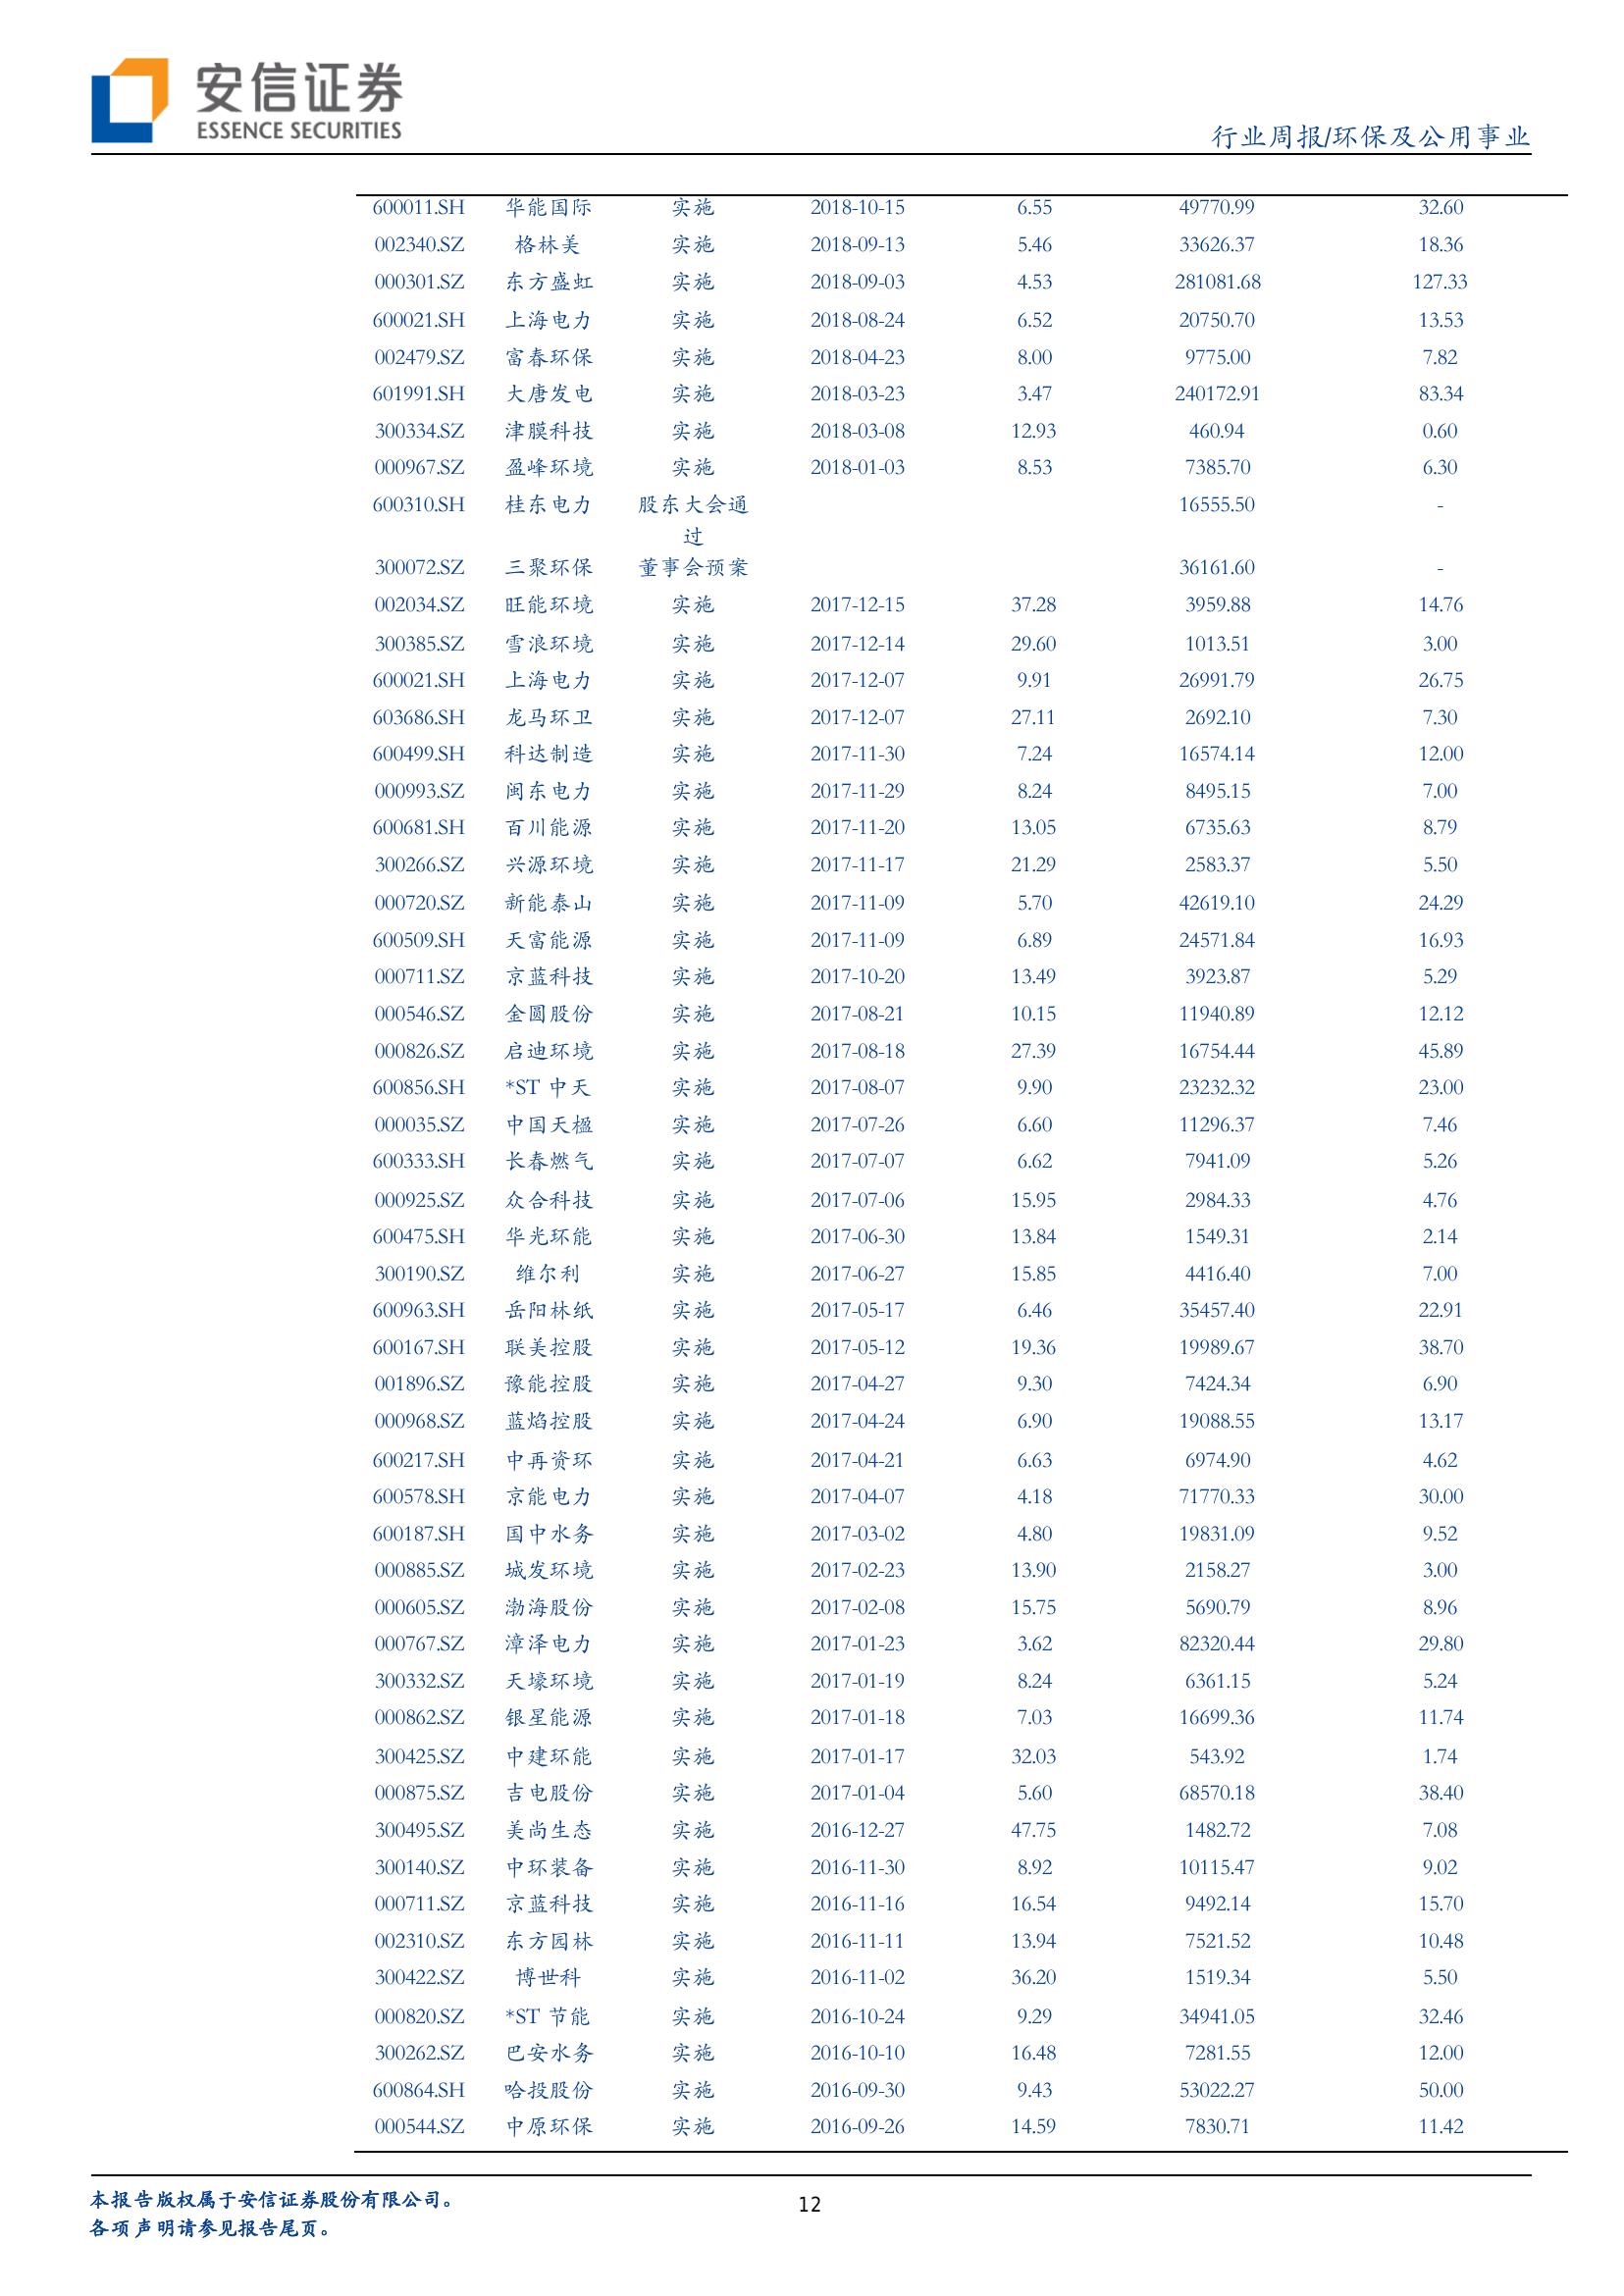 安信证券
ESSENCE SECURITIES
行业周报/环保及公用事业
600011.SH 华能国际 实施 2018-10-15 6.55 49770.99 32.60
002340.SZ 格林美 实施 2018-09-13 5.46 33626.37 18.36
000301.SZ 东方盛虹 实施 2018-09-03 4.53 281081.68 127.33
600021.SH 上海电力 实施 2018-08-24 6.52 20750.70 13.53
002479.SZ 富春环保 实施 2018-04-23 8.00 9775.00 7.82
601991.SH 大唐发电 实施 2018-03-23 3.47 240172.91 83.34
300334.SZ 津膜科技 实施 2018-03-08 12.93 460.94 0.60
000967.SZ 盈峰环境 实施 2018-01-03 8.53 7385.70 6.30
600310.SH 桂东电力 股东大会通 16555.50 -
过
300072.SZ 三聚环保 董事会预案 36161.60 -
002034.SZ 旺能环境 实施 2017-12-15 37.28 3959.88 14.76
300385.SZ 雪浪环境 实施 2017-12-14 29.60 1013.51 3.00
600021.SH 上海电力 实施 2017-12-07 9.91 26991.79 26.75
603686.SH 龙马环卫 实施 2017-12-07 27.11 2692.10 7.30
600499.SH 科达制造 实施 2017-11-30 7.24 16574.14 12.00
000993.SZ 闽东电力 实施 2017-11-29 8.24 8495.15 7.00
600681.SH 百川能源 实施 2017-11-20 13.05 6735.63 8.79
300266.SZ 兴源环境 实施 2017-11-17 21.29 2583.37 5.50
000720.SZ 新能泰山 实施 2017-11-09 5.70 42619.10 24.29
600509.SH 天富能源 实施 2017-11-09 6.89 24571.84 16.93
000711.SZ 京蓝科技 实施 2017-10-20 13.49 3923.87 5.29
000546.SZ 金圆股份 实施 2017-08-21 10.15 11940.89 12.12
000826.SZ 启迪环境 实施 2017-08-18 27.39 16754.44 45.89
600856.SH *ST 中天 实施 2017-08-07 9.90 23232.32 23.00
000035.SZ 中国天楹 实施 2017-07-26 6.60 11296.37 7.46
600333.SH 长春燃气 实施 2017-07-07 6.62 7941.09 5.26
000925.SZ 众合科技 实施 2017-07-06 15.95 2984.33 4.76
600475.SH 华光环能 实施 2017-06-30 13.84 1549.31 2.14
300190.SZ 维尔利 实施 2017-06-27 15.85 4416.40 7.00
600963.SH 岳阳林纸 实施 2017-05-17 6.46 35457.40 22.91
600167.SH 联美控股 实施 2017-05-12 19.36 19989.67 38.70
001896.SZ 豫能控股 实施 2017-04-27 9.30 7424.34 6.90
000968.SZ 蓝焰控股 实施 2017-04-24 6.90 19088.55 13.17
600217.SH 中再资环 实施 2017-04-21 6.63 6974.90 4.62
600578.SH 京能电力 实施 2017-04-07 4.18 71770.33 30.00
600187.SH 国中水务 实施 2017-03-02 4.80 19831.09 9.52
000885.SZ 城发环境 实施 2017-02-23 13.90 2158.27 3.00
000605.SZ 渤海股份 实施 2017-02-08 15.75 5690.79 8.96
000767.SZ 漳泽电力 实施 2017-01-23 3.62 82320.44 29.80
300332.SZ 天壕环境 实施 2017-01-19 8.24 6361.15 5.24
000862.SZ 银星能源 实施 2017-01-18 7.03 16699.36 11.74
300425.SZ 中建环能 实施 2017-01-17 32.03 543.92 1.74
000875.SZ 吉电股份 实施 2017-01-04 5.60 68570.18 38.40
300495.SZ 美尚生态 实施 2016-12-27 47.75 1482.72 7.08
300140.SZ 中环装备 实施 2016-11-30 8.92 10115.47 9.02
000711.SZ 京蓝科技 实施 2016-11-16 16.54 9492.14 15.70
002310.SZ 东方园林 实施 2016-11-11 13.94 7521.52 10.48
300422.SZ 博世科 实施 2016-11-02 36.20 1519.34 5.50
000820.SZ *ST 节能 实施 2016-10-24 9.29 34941.05 32.46
300262.SZ 巴安水务 实施 2016-10-10 16.48 7281.55 12.00
600864.SH 哈投股份 实施 2016-09-30 9.43 53022.27 50.00
000544.SZ 中原环保 实施 2016-09-26 14.59 7830.71 11.42
本报告版权属于安信证券股份有限公司。
各项声明请参见报告尾页。
12